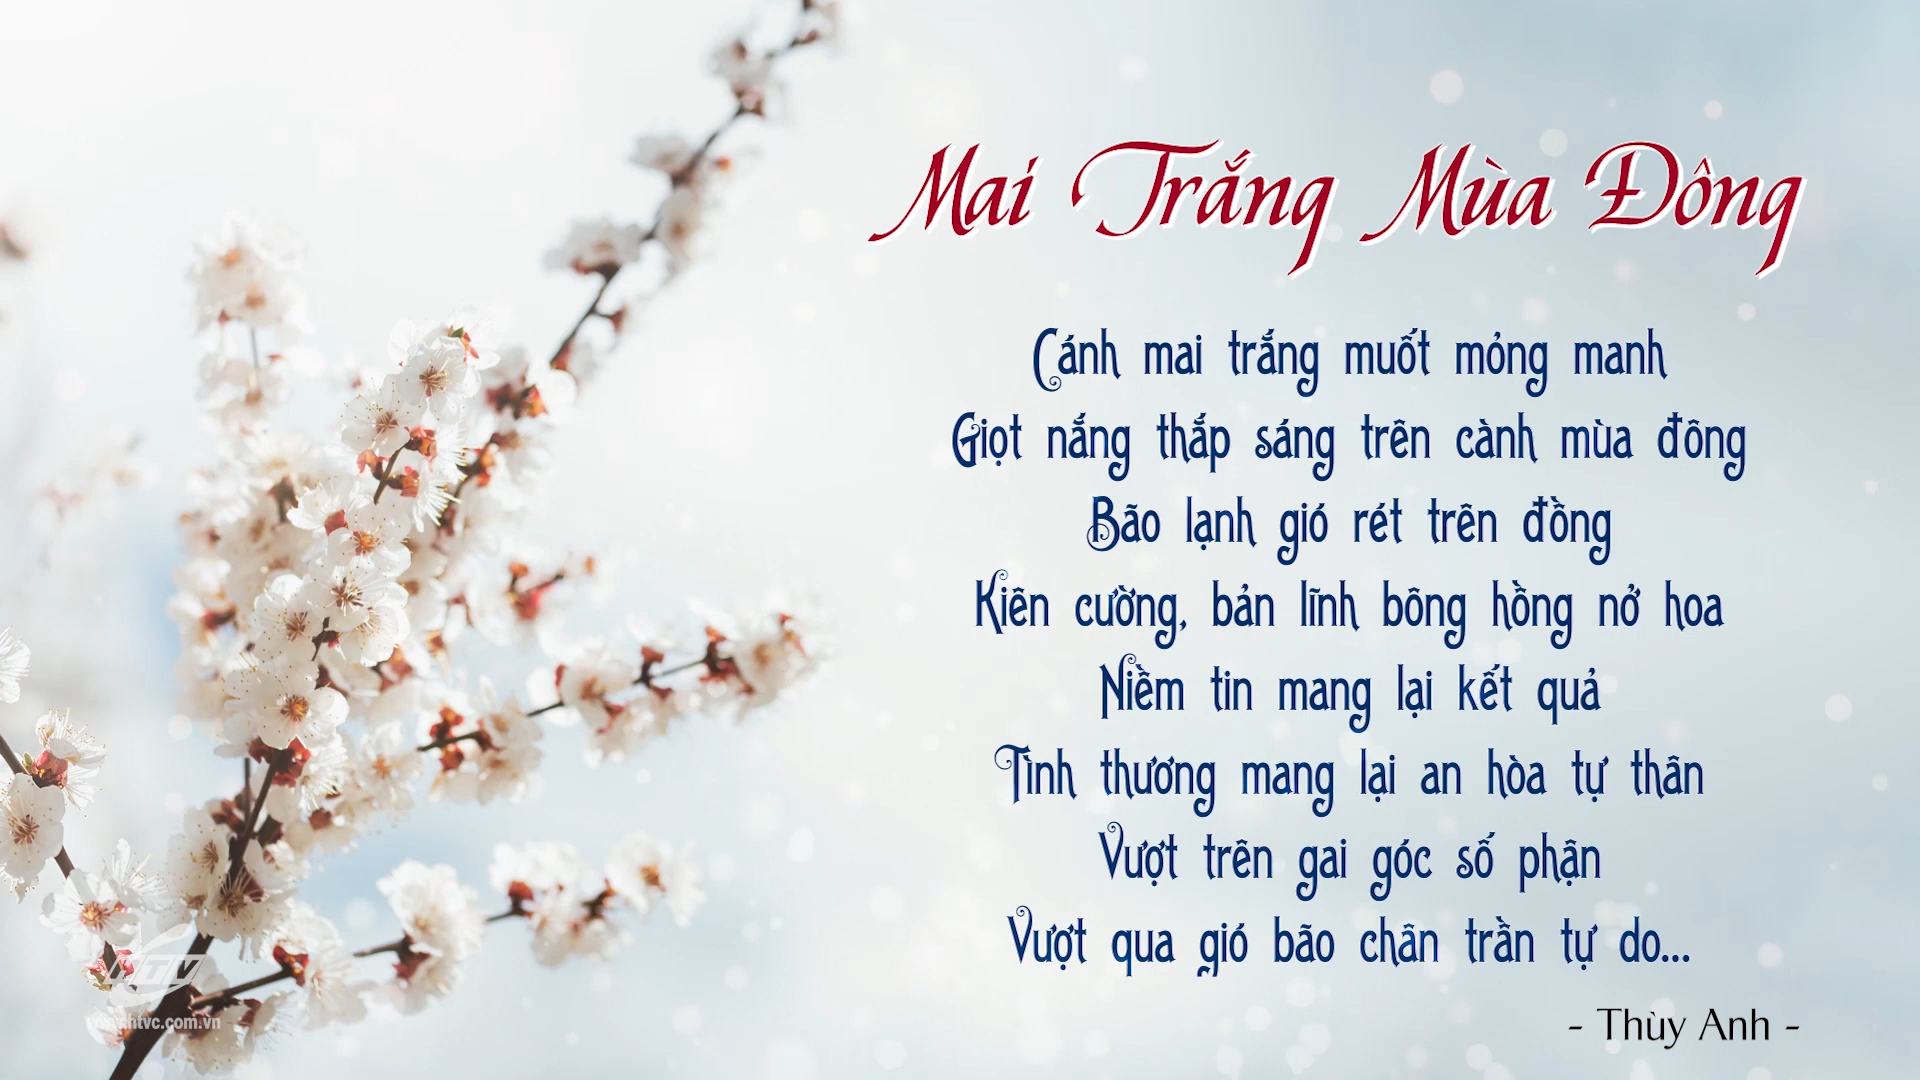 Mai Trắng Mùa Đông
Cánh mai trắng muốt mỏng manh
Giọt nắng thắp sáng trên cành mùa đông
Bão lạnh gió rét trên đồng
Kiên cường, bản lĩnh bông hồng nở hoa
Niềm tin mang lại kết quả
Tình thương mang lại an hòa tự thân
Vượt trên gai góc số phận
Vượt qua gió bão chân trần tự do...
- Thùy Anh -
HTV
www.htvc.com.vn